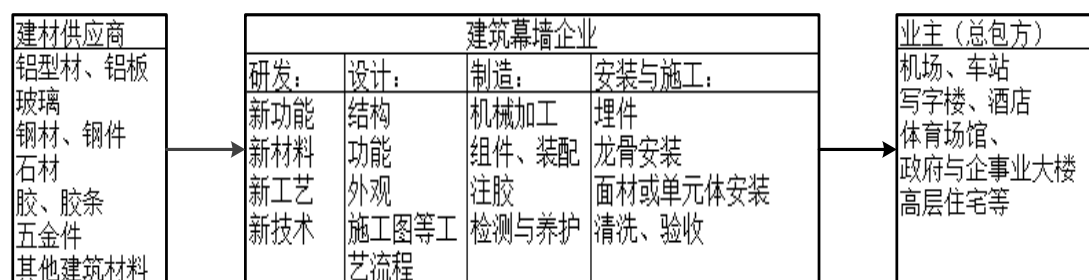 建材供应商
铝型材、铝板
玻璃
钢材、钢件
石材
胶、胶条
五金件
其他建筑材料
建筑幕墙企业
研发：
新功能
新材料
新工艺
新技术
设计：
结构
功能
外观
施工图等工
艺流程
制造：
机械加工
组件、装配
注胶
检测与养护
安装与施工：
埋件
龙骨安装
面材或单元体安装
清洗、验收
业主（总包方）
机场、车站
写字楼、酒店
体育场馆、
政府与企事业大楼
高层住宅等